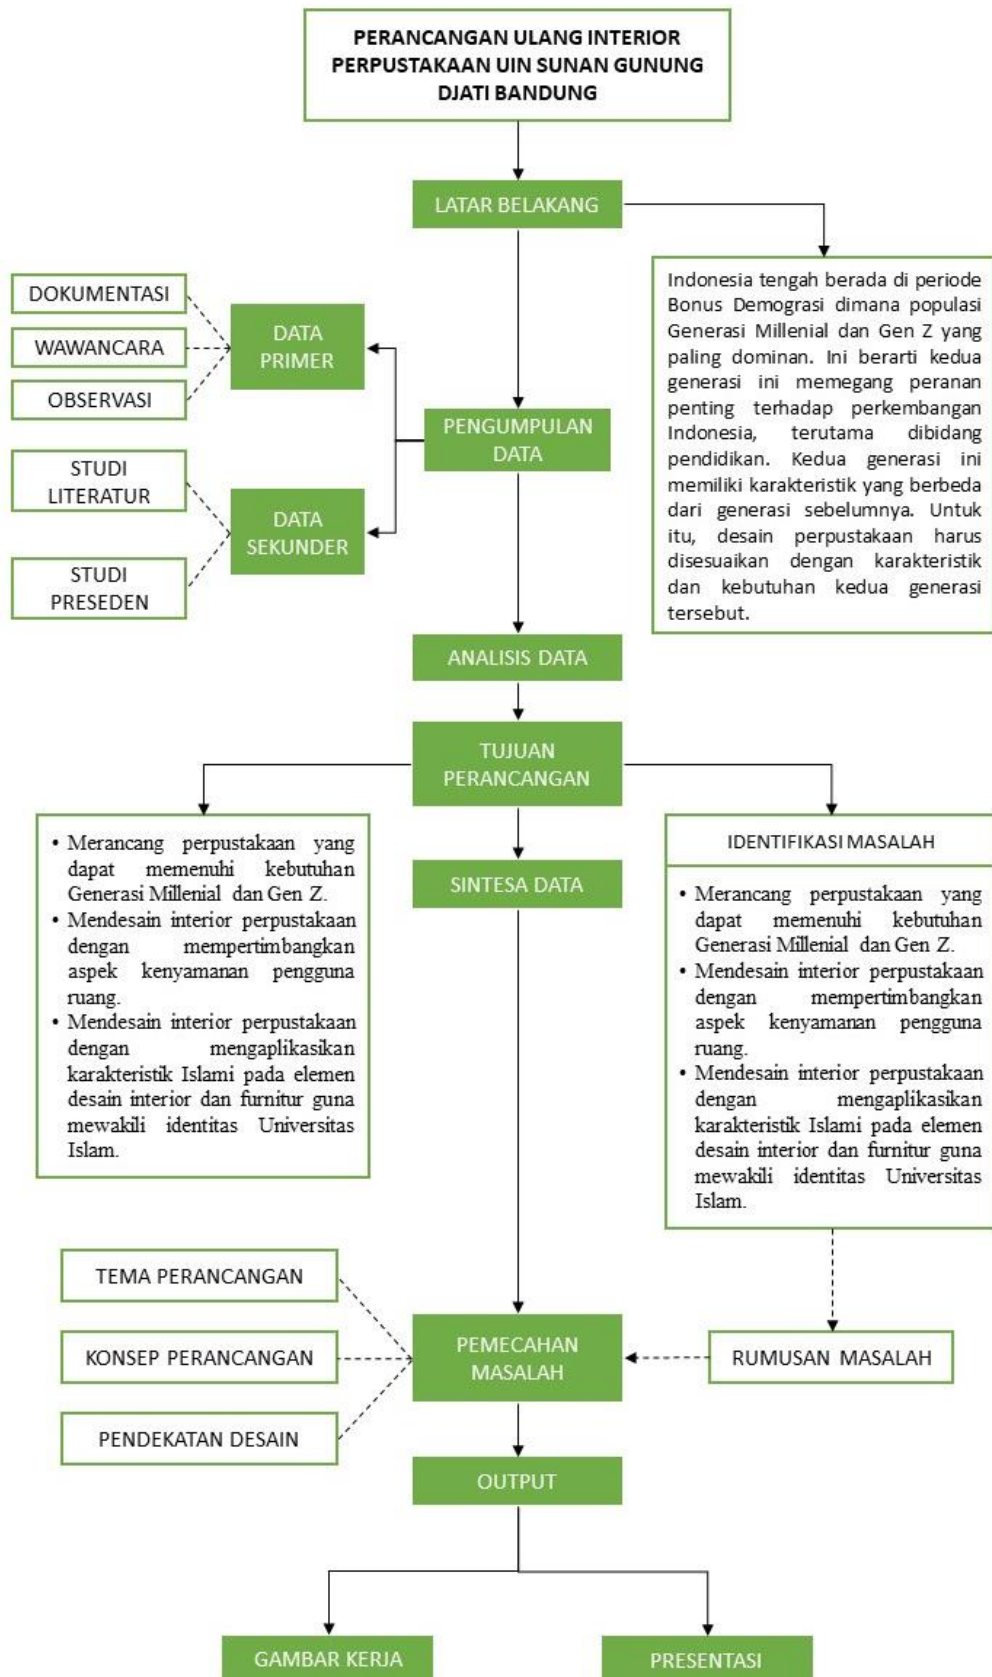 PERANCANGAN ULANG INTERIOR
PERPUSTAKAAN UIN SUNAN GUNUNG
DJATI BANDUNG
LATAR BELAKANG
Indonesia tengah berada di periode
Bonus Demograsi dimana populasi
Generasi Millenial dan Gen Z yang
paling dominan. Ini berarti kedua
generasi ini memegang peranan
penting terhadap perkembangan
Indonesia, terutama dibidang
pendidikan. Kedua generasi ini
memiliki karakteristik yang berbeda
dari generasi sebelumnya. Untuk
itu, desain perpustakaan harus
disesuaikan dengan karakteristik
dan kebutuhan kedua generasi
tersebut.
DOKUMENTASI
WAWANCARA
OBSERVASI
DATA
PRIMER
PENGUMPULAN
DATA
STUDI
LITERATUR
STUDI
PRESEDEN
DATA
SEKUNDER
ANALISIS DATA
TUJUAN
PERANCANGAN
• Merancang perpustakaan yang
dapat memenuhi kebutuhan
Generasi Millenial dan Gen Z.
• Mendesain interior perpustakaan
dengan mempertimbangkan
aspek kenyamanan pengguna
ruang.
• Mendesain interior perpustakaan
dengan mengaplikasikan
karakteristik Islami pada elemen
desain interior dan furnitur guna
mewakili identitas Universitas
Islam.
SINTESA DATA
IDENTIFIKASI MASALAH
• Merancang perpustakaan yang
dapat memenuhi kebutuhan
Generasi Millenial dan Gen Z.
• Mendesain interior perpustakaan
dengan mempertimbangkan
aspek kenyamanan pengguna
ruang.
• Mendesain interior perpustakaan
dengan mengaplikasikan
karakteristik Islami pada elemen
desain interior dan furnitur guna
mewakili identitas Universitas
Islam.
TEMA PERANCANGAN
KONSEP PERANCANGAN
PENDEKATAN DESAIN
PEMECAHAN
MASALAH
RUMUSAN MASALAH
OUTPUT
GAMBAR KERJA
PRESENTASI